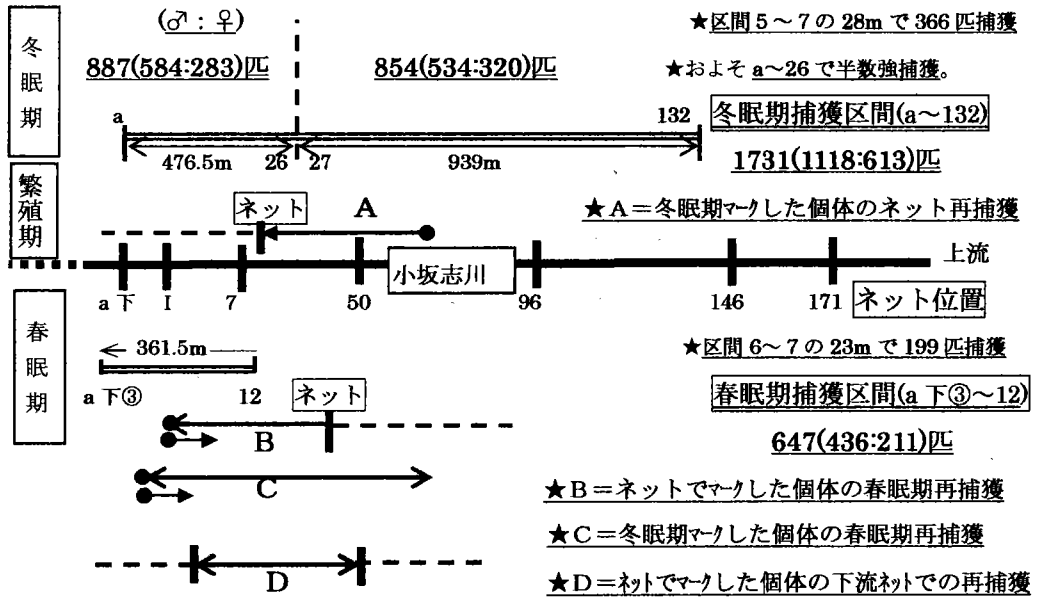 冬眠期
(♂:♀)
887(584:283)匹
854(534:320)匹
★区間5～7の28mで366匹捕獲
★およそa～26で半数強捕獲。
a
132
冬眠期捕獲区間(a～132)
476.5m
26
27
939m
1731(1118:613)匹
繁殖期
ネット
A
★A=冬眠期マークした個体のネット再捕獲
上流
小坂志川
a下
I
7
50
96
146
171
ネット位置
春眠期
361.5m
★区間6～7の23mで199匹捕獲
a下③
12
ネット
春眠期捕獲区間(a下③～12)
B
647(436:211)匹
C
★B=ネットでマークした個体の春眠期再捕獲
★C=冬眠期マークした個体の春眠期再捕獲
D
★D=ネットでマークした個体の下流ネットでの再捕獲